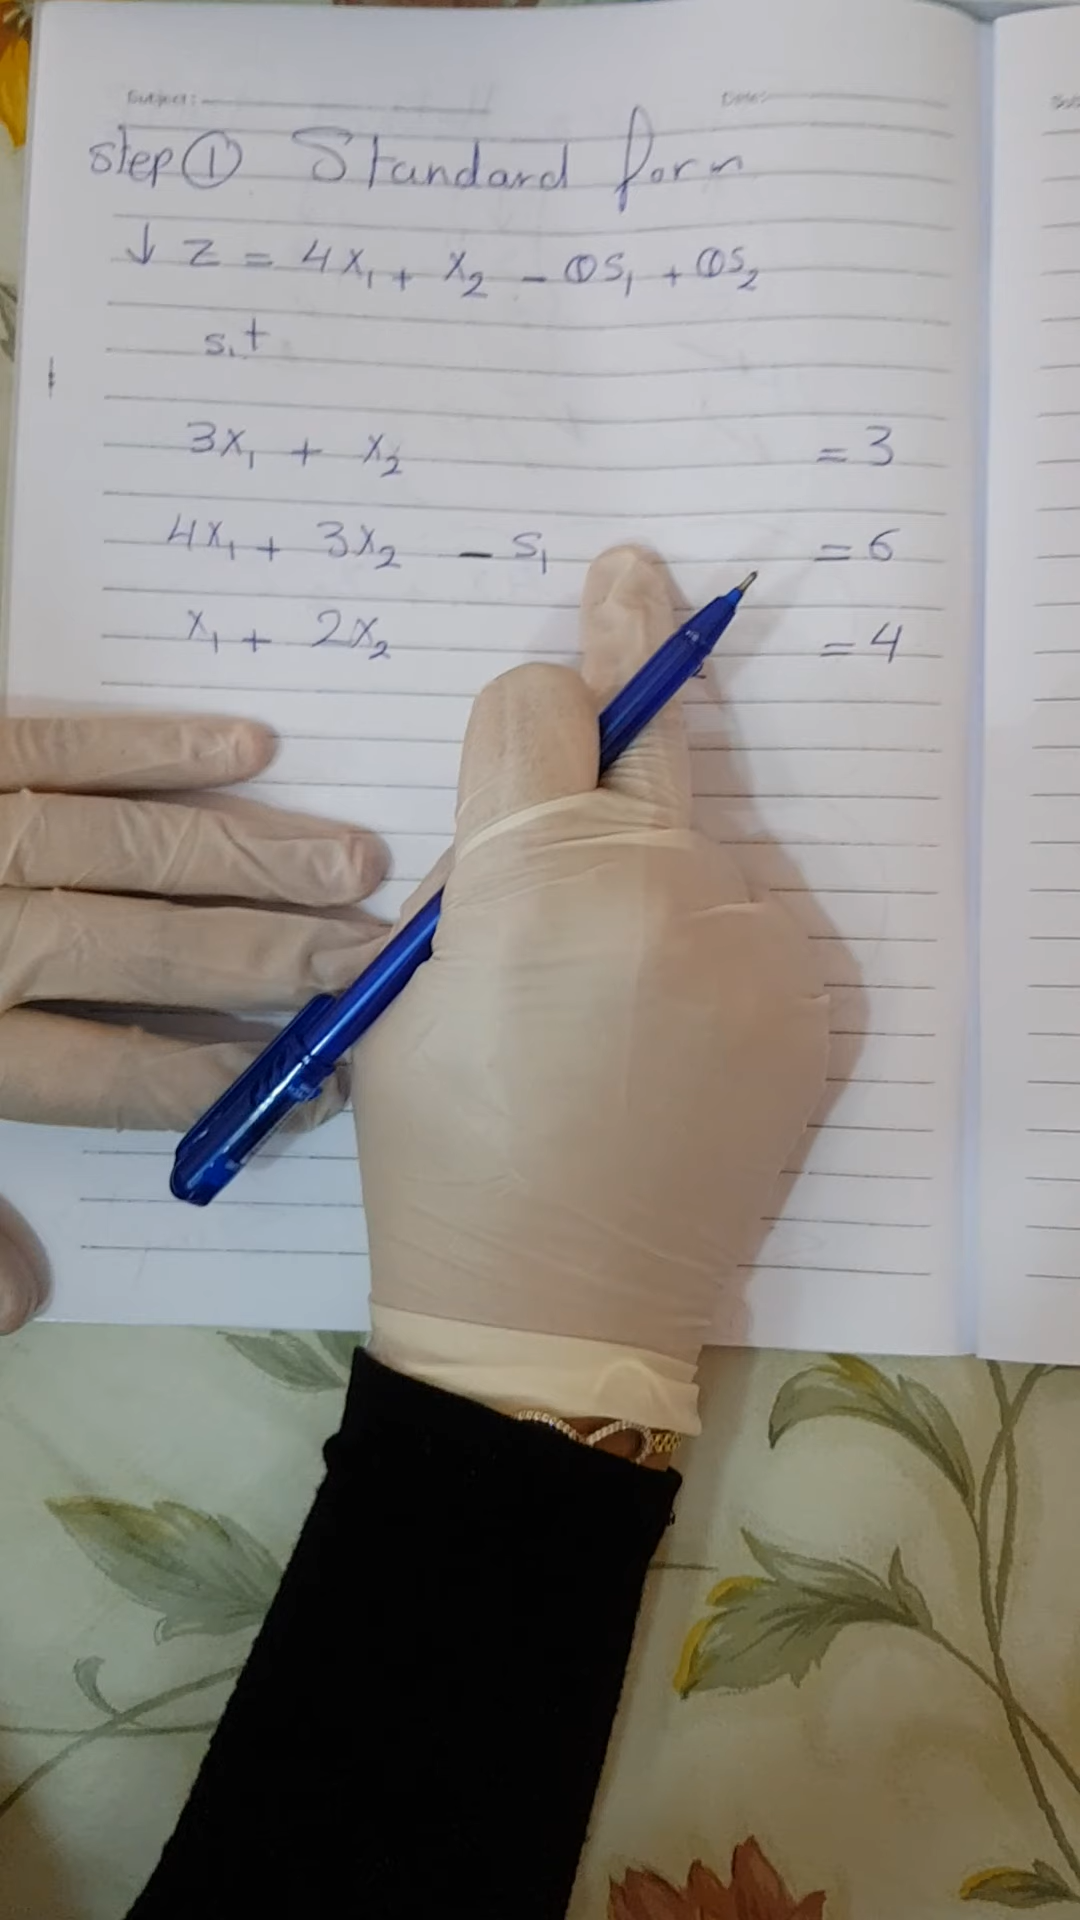 Subject: Date:
step ① Standard form
↓ Z = 4x₁ + x₂ - 0S₁ + 0S₂
s.t
3x₁ + x₂ = 3
4x₁ + 3x₂ - S₁ = 6
x₁ + 2x₂ ₂ = 4